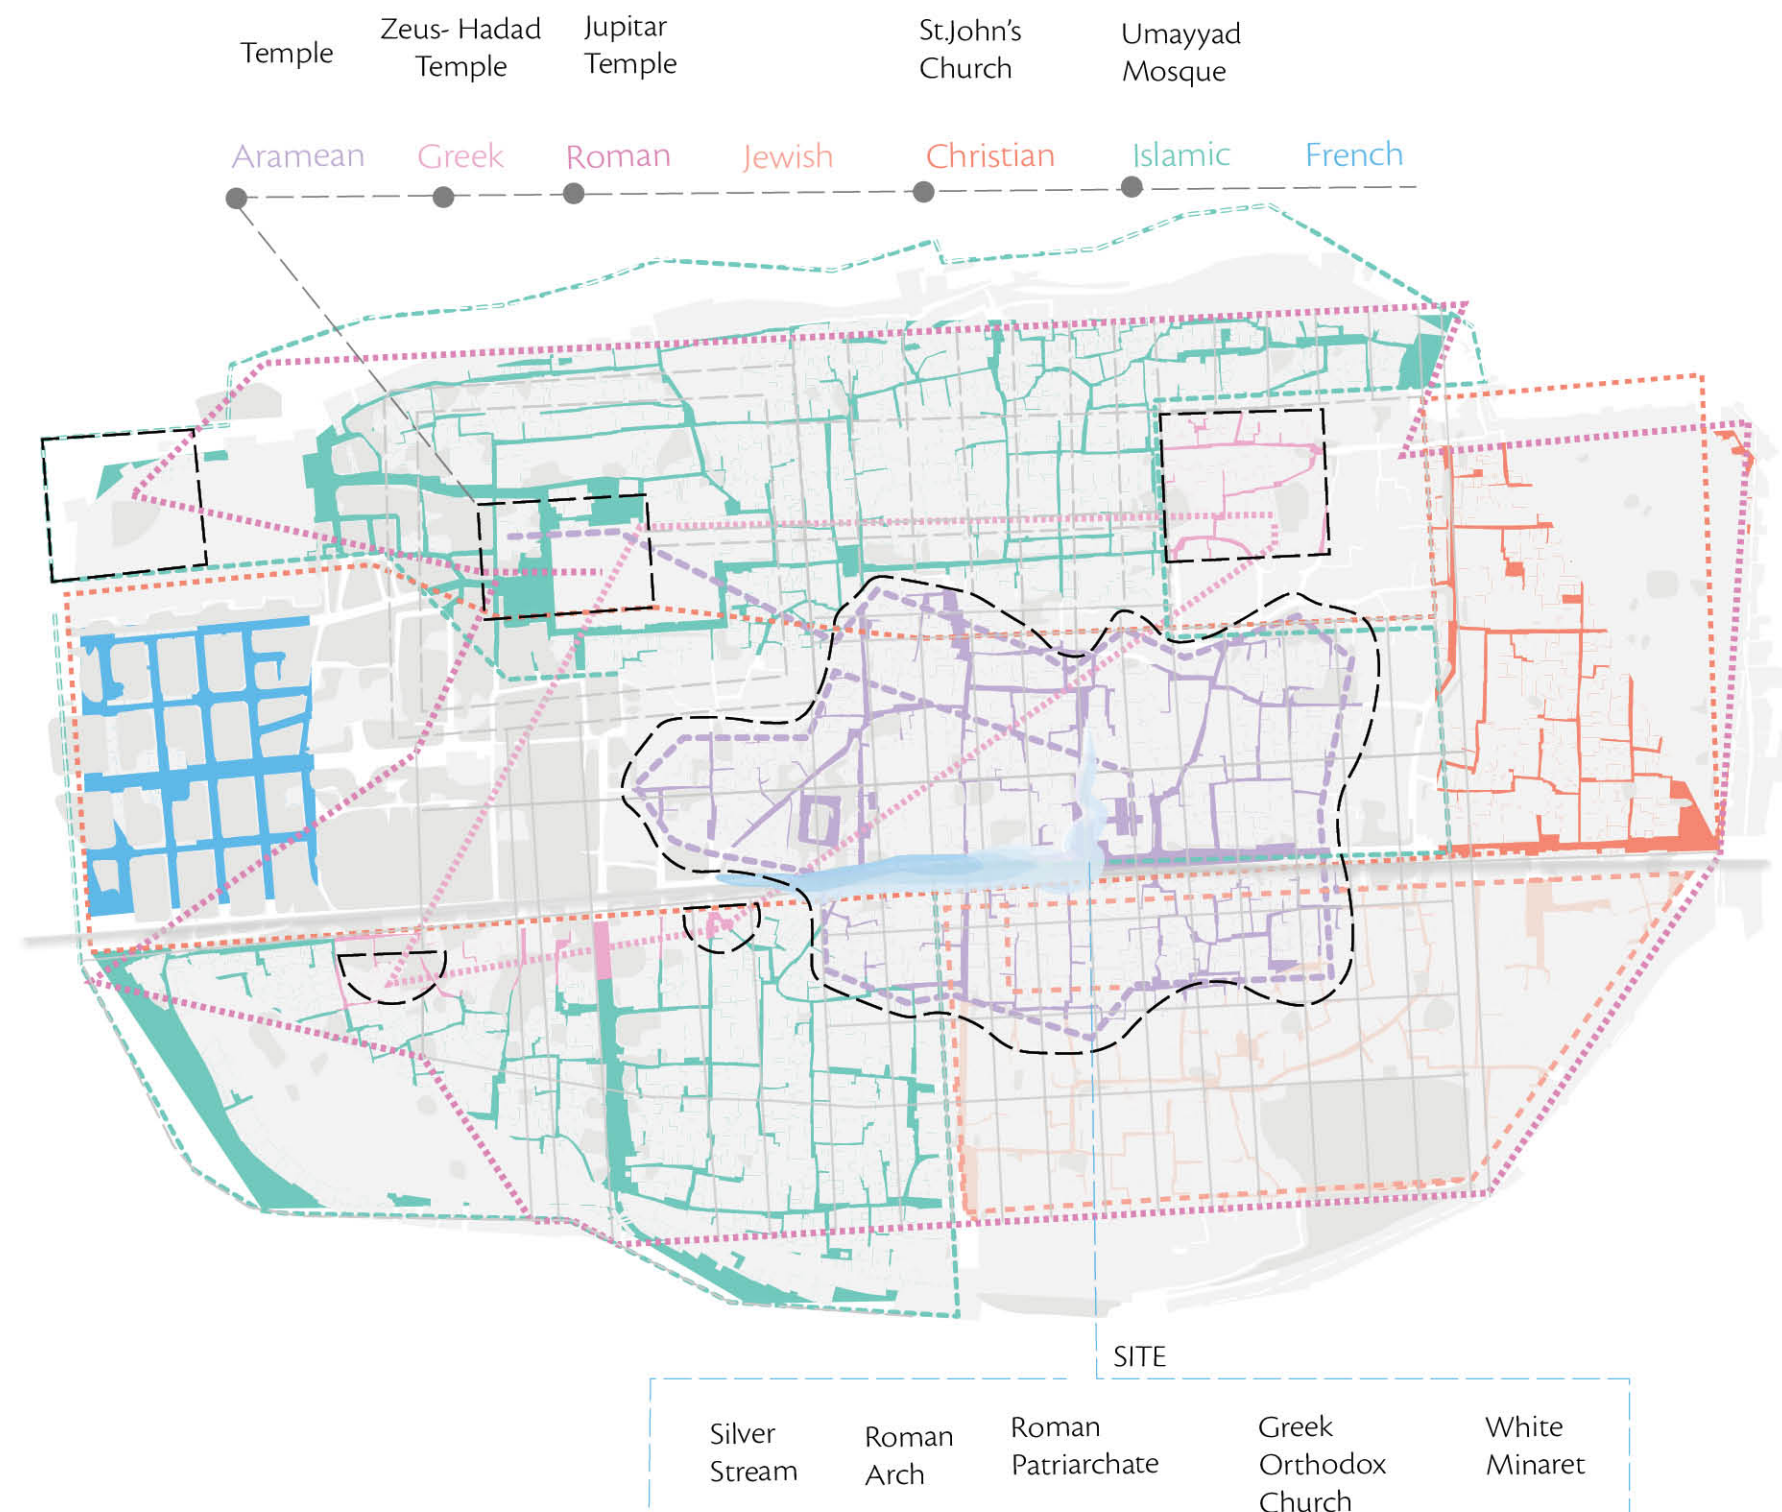 Temple
Zeus- Hadad
Temple
Jupitar
Temple
St.John's
Church
Umayyad
Mosque
Aramean
Greek
Roman
Jewish
Christian
Islamic
French
SITE
Silver
Stream
Roman
Arch
Roman
Patriarchate
Greek
Orthodox
Church
White
Minaret